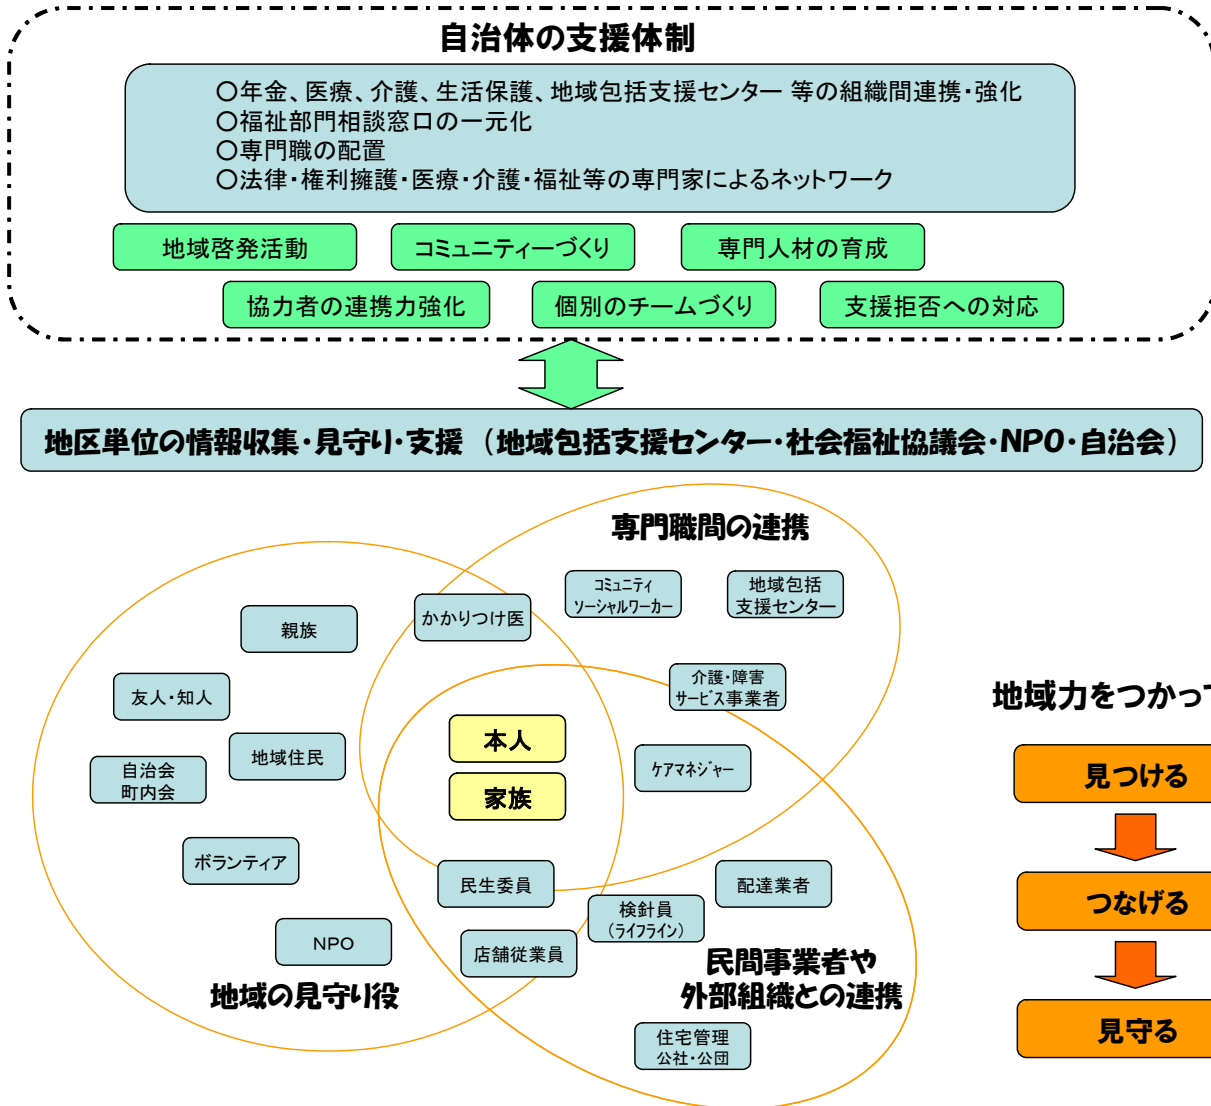 自治体の支援体制
○年金、医療、介護、生活保護、地域包括支援センター 等の組織間連携・強化
○福祉部門相談窓口の一元化
○専門職の配置
○法律・権利擁護・医療・介護・福祉等の専門家によるネットワーク
地域啓発活動
コミュニティーづくり
専門人材の育成
協力者の連携力強化
個別のチームづくり
支援拒否への対応
地区単位の情報収集・見守り・支援 （地域包括支援センター・社会福祉協議会・NPO・自治会）
専門職間の連携
コミュニティ
ソーシャルワーカー
地域包括
支援センター
かかりつけ医
親族
介護・障害
サービス事業者
友人・知人
地域住民
自治会
町内会
本人
家族
ケアマネジャー
ボランティア
民生委員
配達業者
検針員
（ライフライン）
NPO
店舗従業員
地域の見守り役
民間事業者や
外部組織との連携
住宅管理
公社・公団
地域力をつかって
見つける
つなげる
見守る